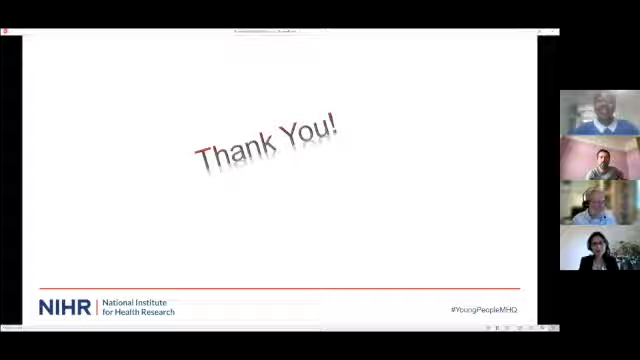 Thank You!
NIHR
National Institute
for Health Research
#YoungPeopleMHQ